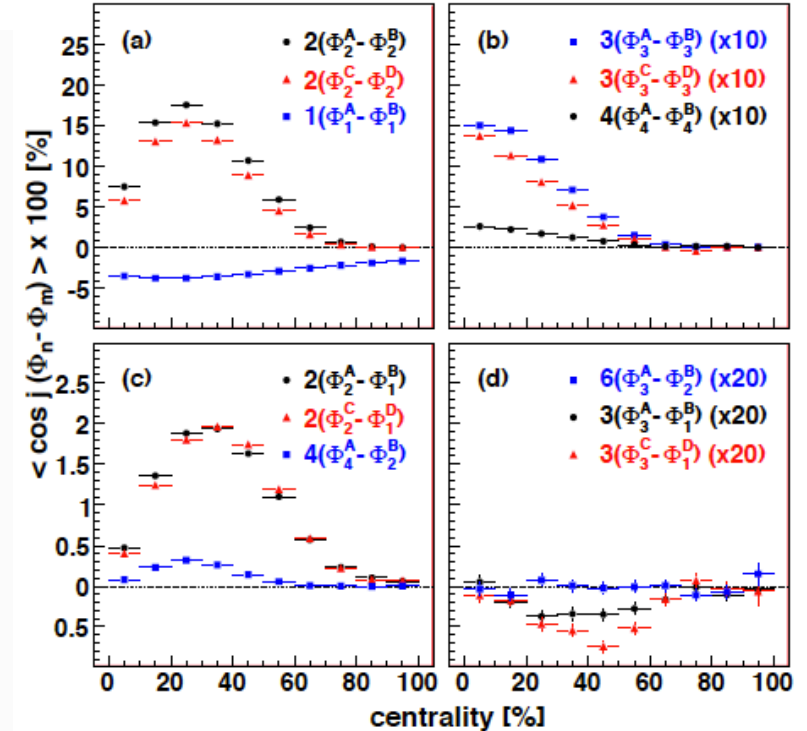 (a)
2(Φ₂ᴬ-Φ₂ᴮ)
2(Φ₂ᶜ-Φ₂ᴰ)
1(Φ₁ᴬ-Φ₁ᴮ)
25
20
15
10
5
0
-5
(b)
3(Φ₃ᴬ-Φ₃ᴮ) (x10)
3(Φ₃ᶜ-Φ₃ᴰ) (x10)
4(Φ₄ᴬ-Φ₄ᴮ) (x10)
< cos j (Φₙ-Φₘ) > x 100 [%]
(c)
2(Φ₂ᴬ-Φ₁ᴮ)
2(Φ₂ᶜ-Φ₁ᴰ)
4(Φ₄ᴬ-Φ₂ᴮ)
2.5
2
1.5
1
0.5
0
0.5
(d)
6(Φ₃ᴬ-Φ₂ᴮ) (x20)
3(Φ₃ᴬ-Φ₁ᴮ) (x20)
3(Φ₃ᶜ-Φ₁ᴰ) (x20)
0 20 40 60 80 100
0 20 40 60 80 100
centrality [%]